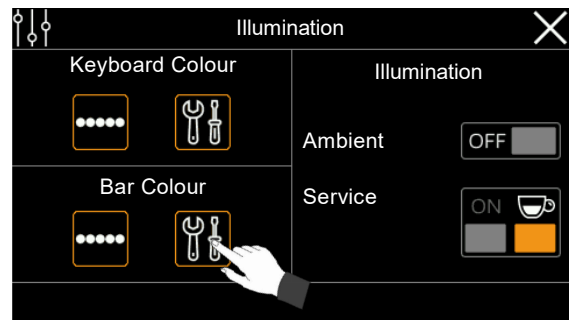 Illumination
Keyboard Colour
Bar Colour
Illumination
Ambient
OFF
Service
ON